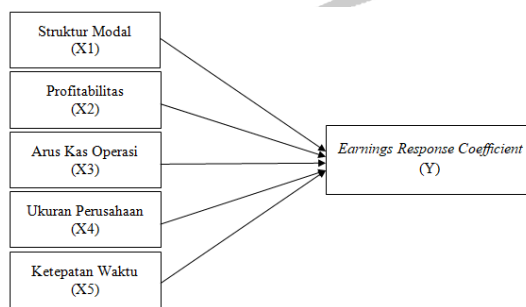 Struktur Modal
(X1)
Profitabilitas
(X2)
Arus Kas Operasi
(X3)
Ukuran Perusahaan
(X4)
Ketepatan Waktu
(X5)
Earnings Response Coefficient
(Y)